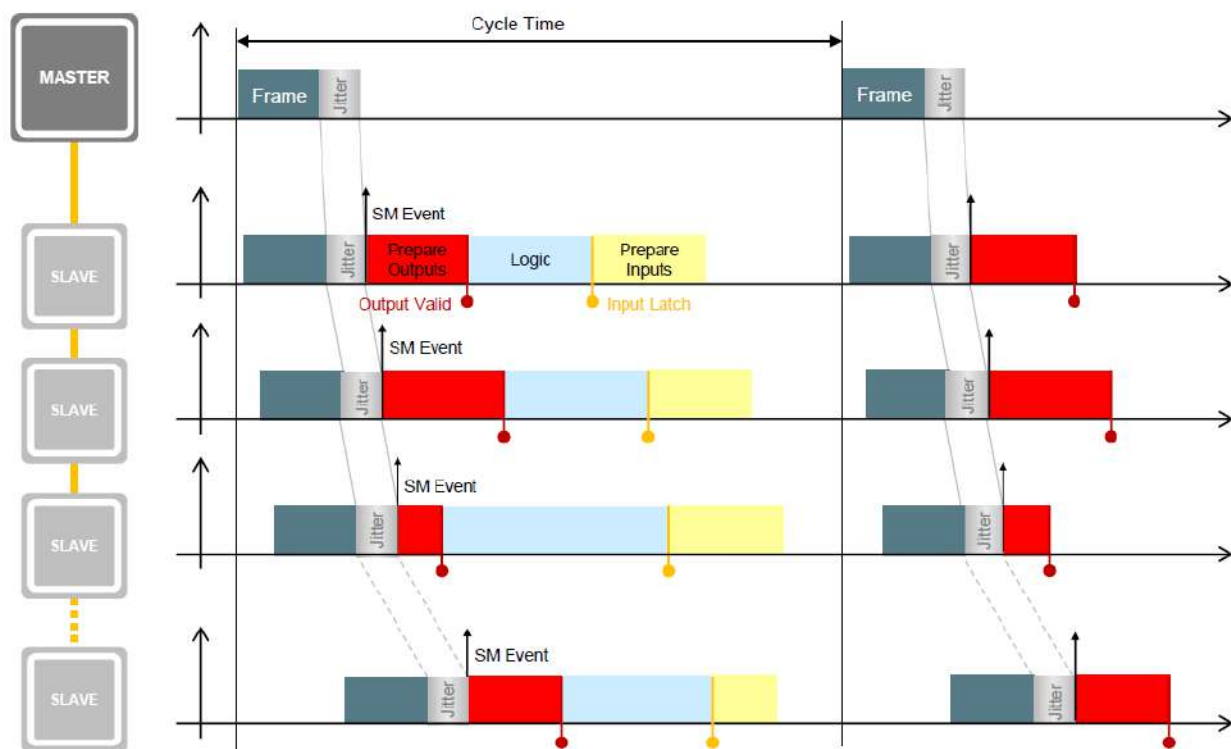 Cycle Time
MASTER
Frame
Jitter
Frame
Jitter
SM Event
SLAVE
Jitter
Prepare
Outputs
Logic
Prepare
Inputs
Jitter
Output Valid
Input Latch
SM Event
SLAVE
Jitter
Jitter
SM Event
SLAVE
Jitter
Jitter
SM Event
SLAVE
Jitter
Jitter